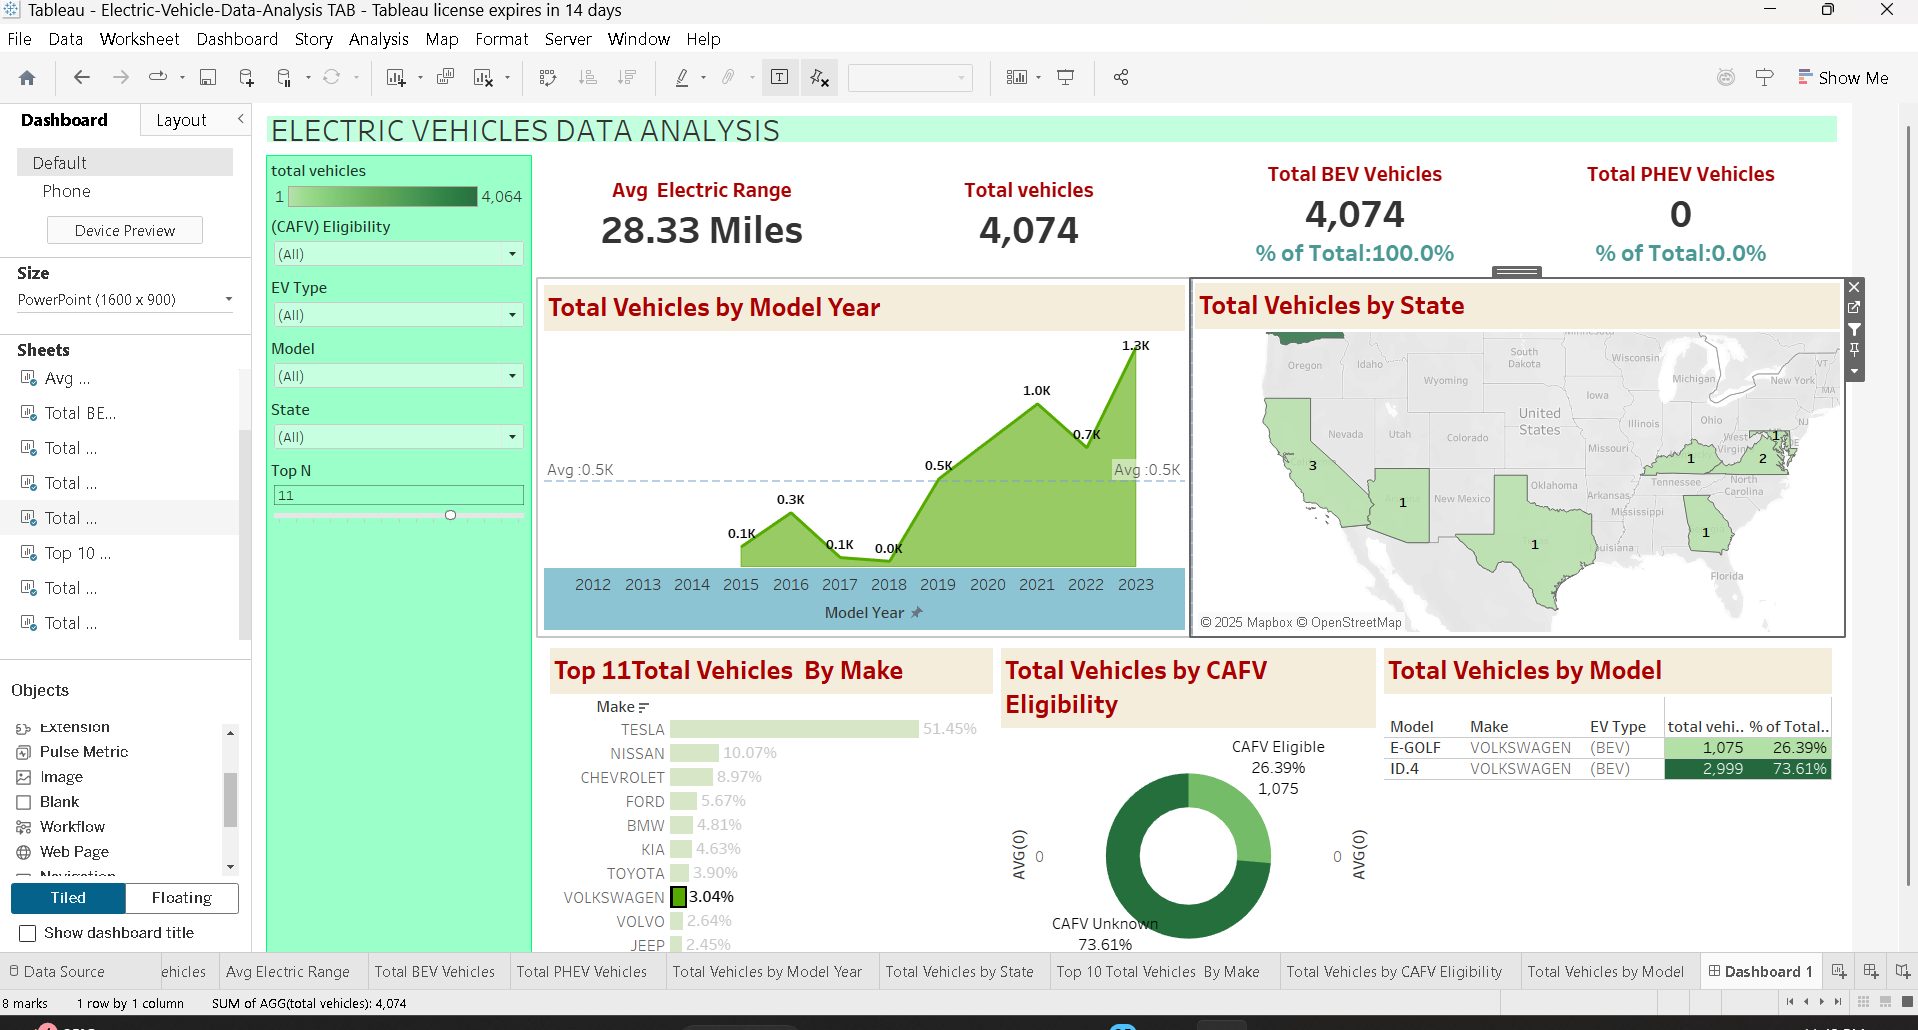 Tableau - Electric-Vehicle-Data-Analysis TAB - Tableau license expires in 14 days
File Data Worksheet Dashboard Story Analysis Map Format Server Window Help
Show Me
Dashboard Layout
Default
Phone
Device Preview
Size
PowerPoint (1600 x 900)
Sheets
Avg ...
Total BE...
Total ...
Total ...
Total ...
Top 10 ...
Total ...
Total ...
Objects
Extension
Pulse Metric
Image
Blank
Workflow
Web Page
Navigation
Tiled Floating
Show dashboard title
ELECTRIC VEHICLES DATA ANALYSIS
total vehicles
1 4,064
(CAFV) Eligibility
(All)
EV Type
(All)
Model
(All)
State
(All)
Top N
11
Avg Electric Range
28.33 Miles
Total vehicles
4,074
Total BEV Vehicles
4,074
% of Total:100.0%
Total PHEV Vehicles
0
% of Total:0.0%
Total Vehicles by Model Year
1.3K
1.0K
0.7K
0.5K
Avg :0.5K
Avg :0.5K
0.3K
0.1K
0.1K
0.0K
2012 2013 2014 2015 2016 2017 2018 2019 2020 2021 2022 2023
Model Year
Total Vehicles by State
Minnesota
Oregon
Idaho
South Dakota
Wisconsin
Wyoming
Michigan
New York
VT
MA
Iowa
United States
Nevada
Utah
Colorado
Illinois
Ohio
NJ
DE
Missouri
West Virginia
1
3
1
2
Tennessee
North Carolina
1
New Mexico
Oklahoma
Arkansas
Mississippi
1
1
Louisiana
Florida
© 2025 Mapbox © OpenStreetMap
Top 11Total Vehicles By Make
Make
TESLA 51.45%
NISSAN 10.07%
CHEVROLET 8.97%
FORD 5.67%
BMW 4.81%
KIA 4.63%
TOYOTA 3.90%
VOLKSWAGEN 3.04%
VOLVO 2.64%
JEEP 2.45%
Total Vehicles by CAFV
Eligibility
CAFV Eligible
26.39%
1,075
AVG(0)
0
0
AVG(0)
CAFV Unknown
73.61%
Total Vehicles by Model
Model Make EV Type total vehi.. % of Total..
E-GOLF VOLKSWAGEN (BEV) 1,075 26.39%
ID.4 VOLKSWAGEN (BEV) 2,999 73.61%
Data Source ehicles Avg Electric Range Total BEV Vehicles Total PHEV Vehicles Total Vehicles by Model Year Total Vehicles by State Top 10 Total Vehicles By Make Total Vehicles by CAFV Eligibility Total Vehicles by Model Dashboard 1
8 marks 1 row by 1 column SUM of AGG(total vehicles): 4,074